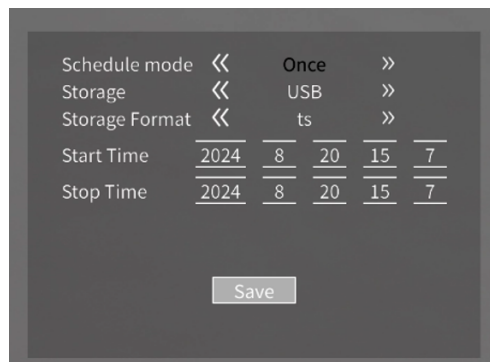 Schedule mode « Once »
Storage « USB »
Storage Format « ts »
Start Time 2024 8 20 15 7
Stop Time 2024 8 20 15 7
Save